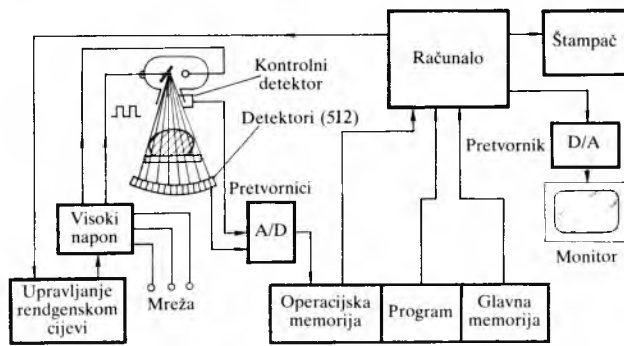 Računalo
Štampač
Kontrolni
detektor
Detektori (512)
Pretvornik
D/A
Pretvornici
A/D
Visoki
napon
Monitor
Upravljanje
rendgenskom
cijevi
Mreža
Operacijska
memorija
Program
Glavna
memorija